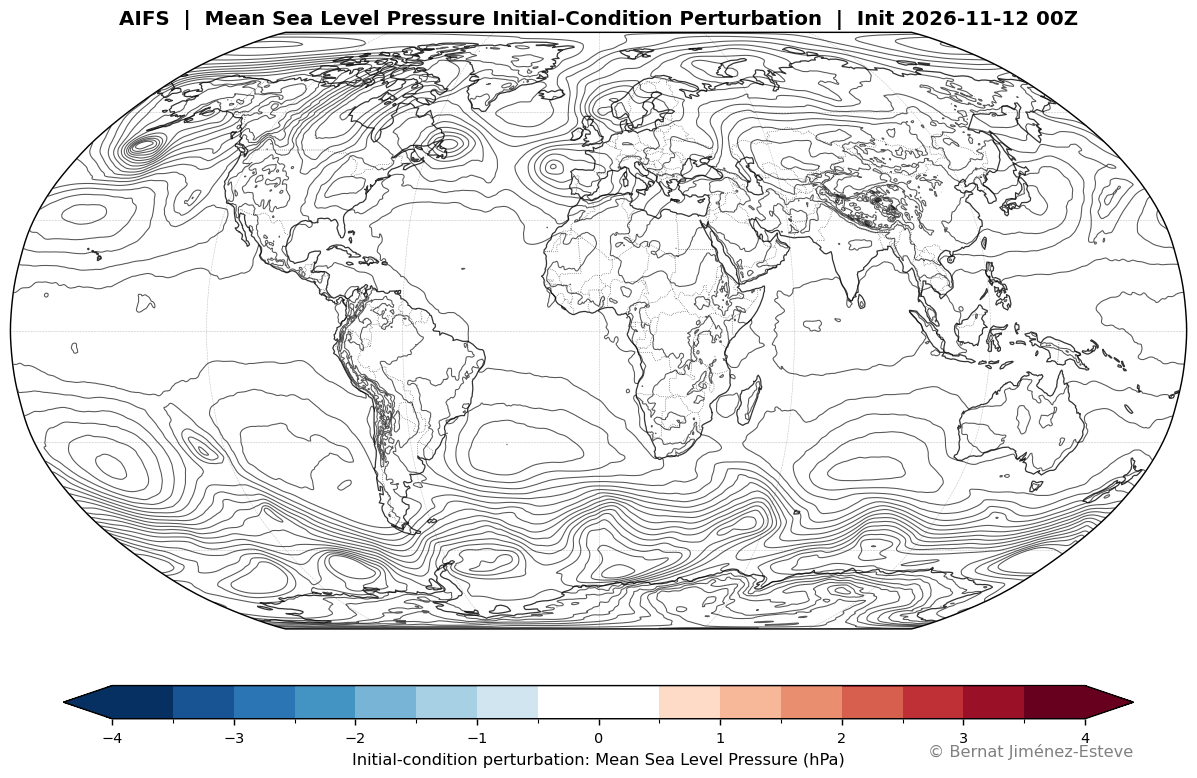 AIFS | Mean Sea Level Pressure Initial-Condition Perturbation | Init 2026-11-12 00Z
−4 −3 −2 −1 0 1 2 3 4
Initial-condition perturbation: Mean Sea Level Pressure (hPa)
© Bernat Jiménez-Esteve